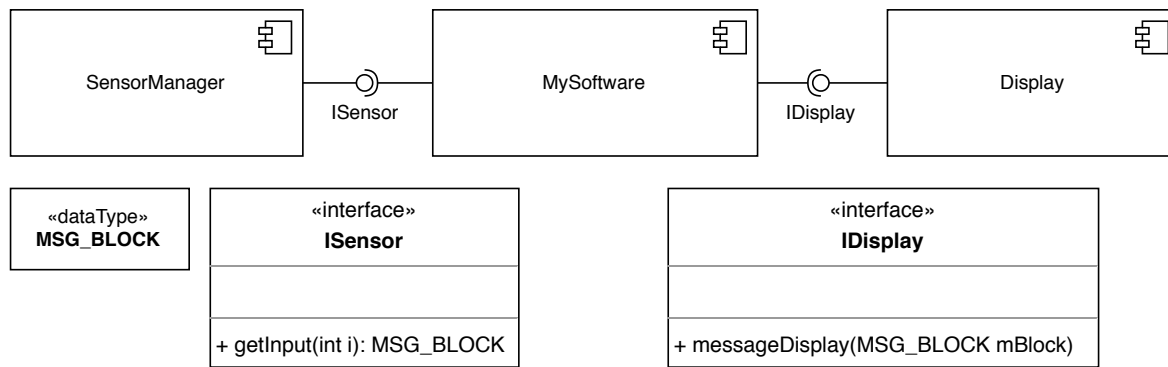 SensorManager
ISensor
MySoftware
IDisplay
Display
«dataType»
MSG_BLOCK
«interface»
ISensor
+ getInput(int i): MSG_BLOCK
«interface»
IDisplay
+ messageDisplay(MSG_BLOCK mBlock)